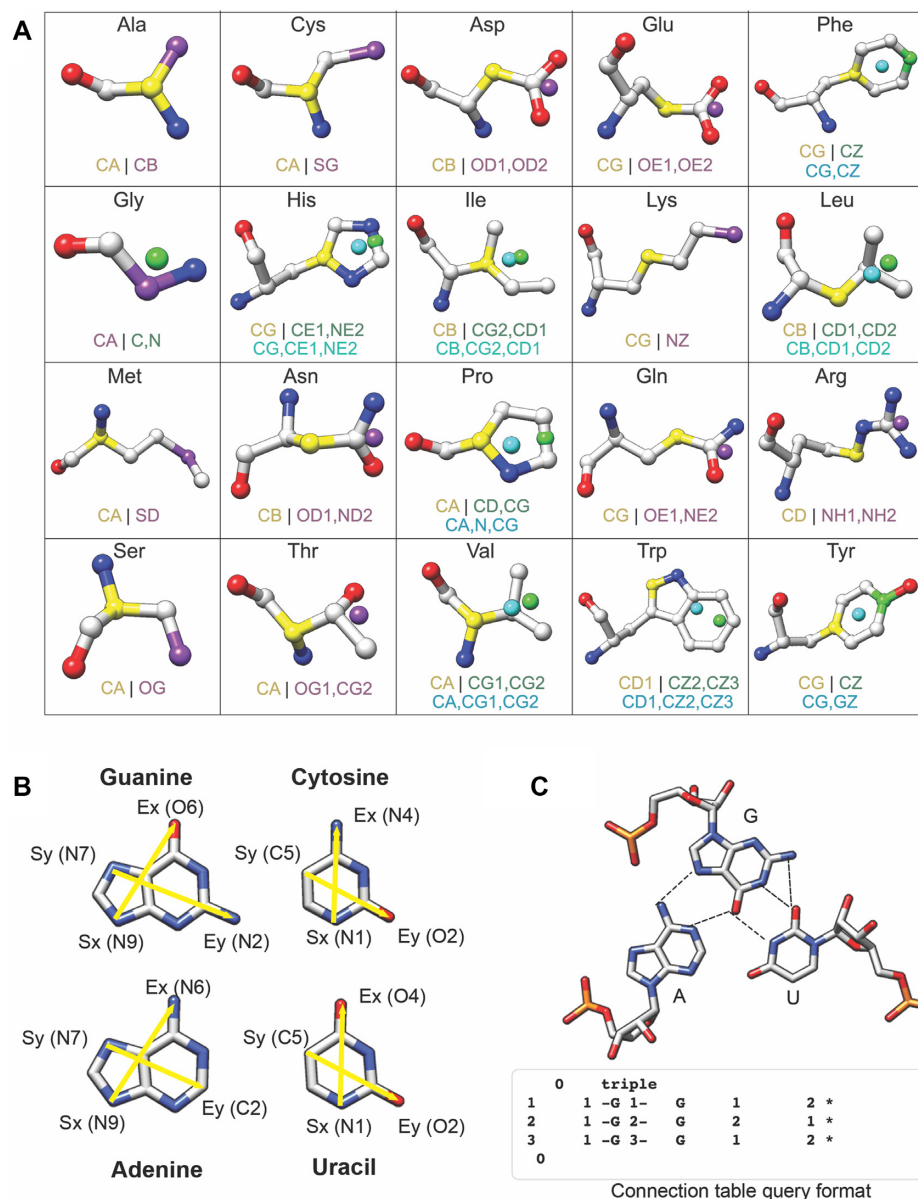 A
Ala
Cys
Asp
Glu
Phe
CA | CB
CA | SG
CB | OD1,OD2
CG | OE1,OE2
CG | CZ
CG,CZ
Gly
His
Ile
Lys
Leu
CA | C,N
CG | CE1,NE2
CG,CE1,NE2
CB | CG2,CD1
CB,CG2,CD1
CG | NZ
CB | CD1,CD2
CB,CD1,CD2
Met
Asn
Pro
Gln
Arg
CA | SD
CB | OD1,ND2
CA | CD,CG
CA,N,CG
CG | OE1,NE2
CD | NH1,NH2
Ser
Thr
Val
Trp
Tyr
CA | OG
CA | OG1,CG2
CA | CG1,CG2
CA,CG1,CG2
CD1 | CZ2,CZ3
CD1,CZ2,CZ3
CG | CZ
CG,GZ
B
Guanine
Ex (O6)
Sy (N7)
Sx (N9)
Ey (N2)
Cytosine
Ex (N4)
Sy (C5)
Sx (N1)
Ey (O2)
Ex (N6)
Sy (N7)
Sx (N9)
Ey (C2)
Adenine
Ex (O4)
Sy (C5)
Sx (N1)
Ey (O2)
Uracil
C
G
A
U
0 triple
1 1 -G 1- G 1 2 *
2 1 -G 2- G 2 1 *
3 1 -G 3- G 1 2 *
0
Connection table query format